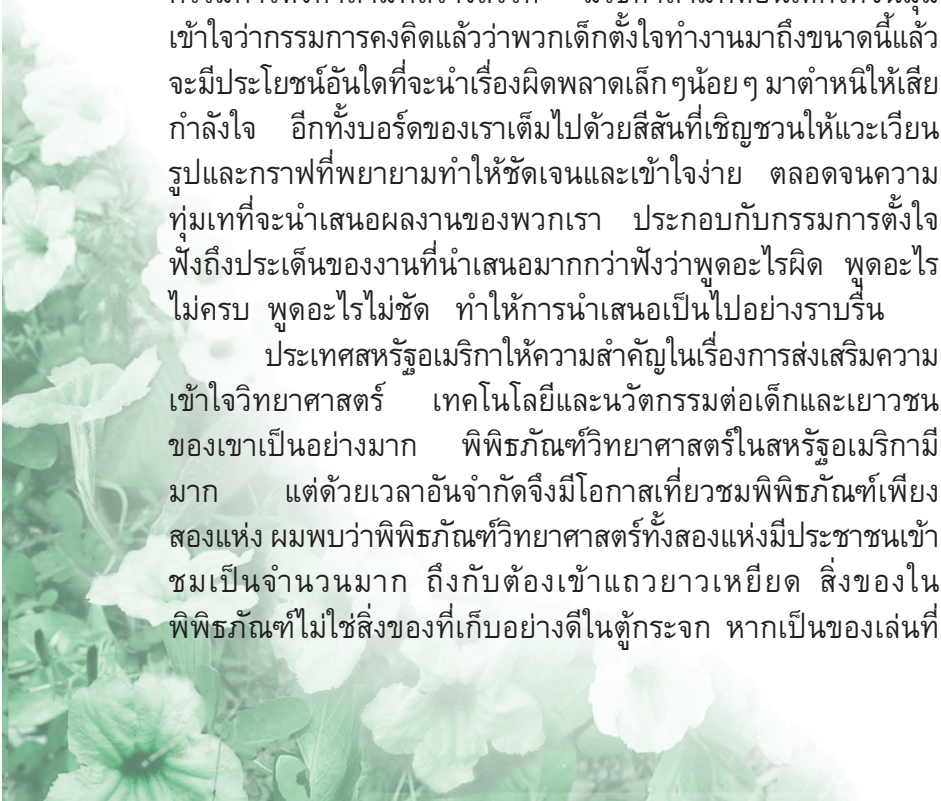 เข้าใจว่ากรรมการคงคิดแล้วว่าพวกเด็กตั้งใจทำงานมาถึงขนาดนี้แล้ว
จะมีประโยชน์อันใดที่จะนำเรื่องผิดพลาดเล็กๆน้อยๆ มาตำหนิให้เสีย
กำลังใจ อีกทั้งบอร์ดของเราเต็มไปด้วยสีสันที่เชิญชวนให้แวะเวียน
รูปและกราฟที่พยายามทำให้ชัดเจนและเข้าใจง่าย ตลอดจนความ
ทุ่มเทที่จะนำเสนอผลงานของพวกเรา ประกอบกับกรรมการตั้งใจ
ฟังถึงประเด็นของงานที่นำเสนอมากกว่าฟังว่าพูดอะไรผิด พูดอะไร
ไม่ครบ พูดอะไรไม่ชัด ทำให้การนำเสนอเป็นไปอย่างราบรื่น
ประเทศสหรัฐอเมริกาให้ความสำคัญในเรื่องการส่งเสริมความ
เข้าใจวิทยาศาสตร์ เทคโนโลยีและนวัตกรรมต่อเด็กและเยาวชน
ของเขาเป็นอย่างมาก พิพิธภัณฑ์วิทยาศาสตร์ในสหรัฐอเมริกามี
มาก แต่ด้วยเวลาอันจำกัดจึงมีโอกาสเที่ยวชมพิพิธภัณฑ์เพียง
สองแห่ง ผมพบว่าพิพิธภัณฑ์วิทยาศาสตร์ทั้งสองแห่งมีประชาชนเข้า
ชมเป็นจำนวนมาก ถึงกับต้องเข้าแถวยาวเหยียด สิ่งของใน
พิพิธภัณฑ์ไม่ใช่สิ่งของที่เก็บอย่างดีในตู้กระจก หากเป็นของเล่นที่